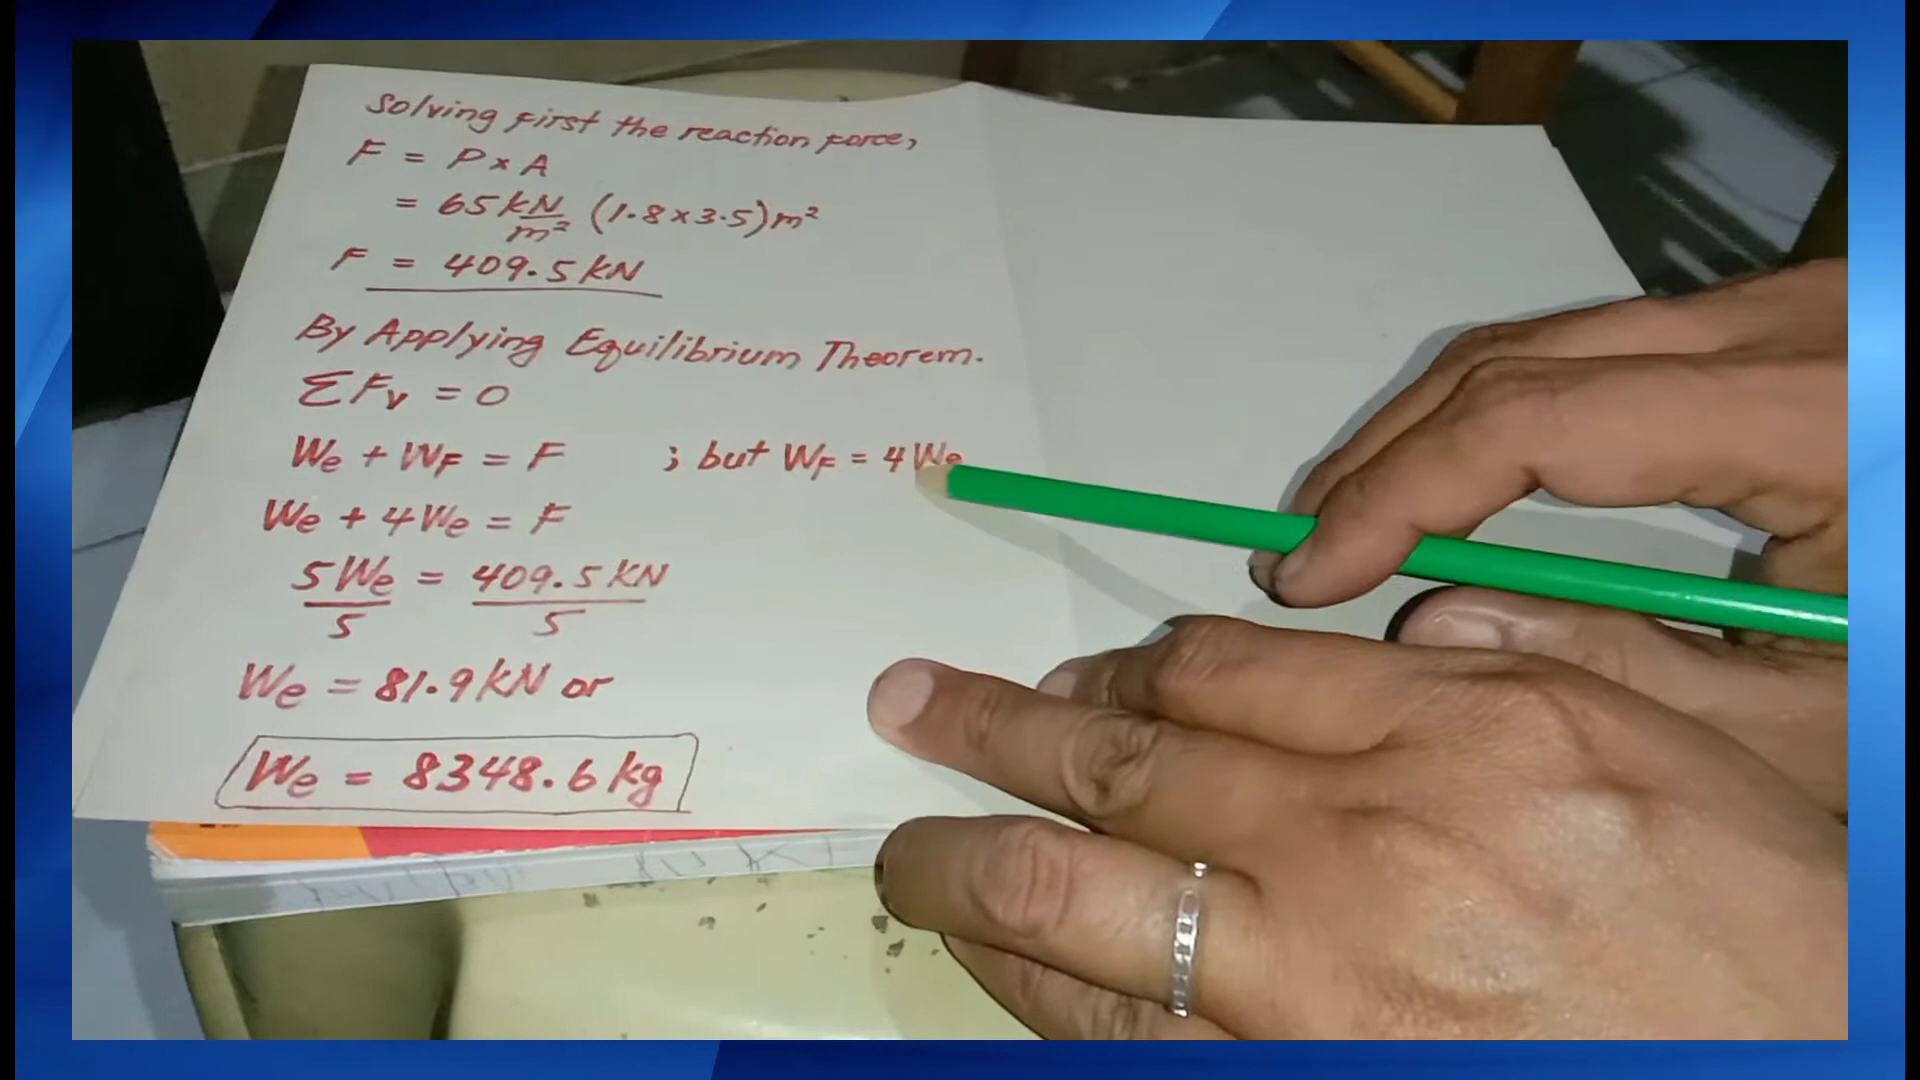 Solving first the reaction force,
F = P x A
= 65 kN/m² (1.8 x 3.5) m²
F = 409.5 kN
By Applying Equilibrium Theorem.
ΣFv = 0
We + WF = F ; but WF = 4We
We + 4We = F
5We/5 = 409.5 kN/5
We = 81.9 kN or
We = 8348.6 kg